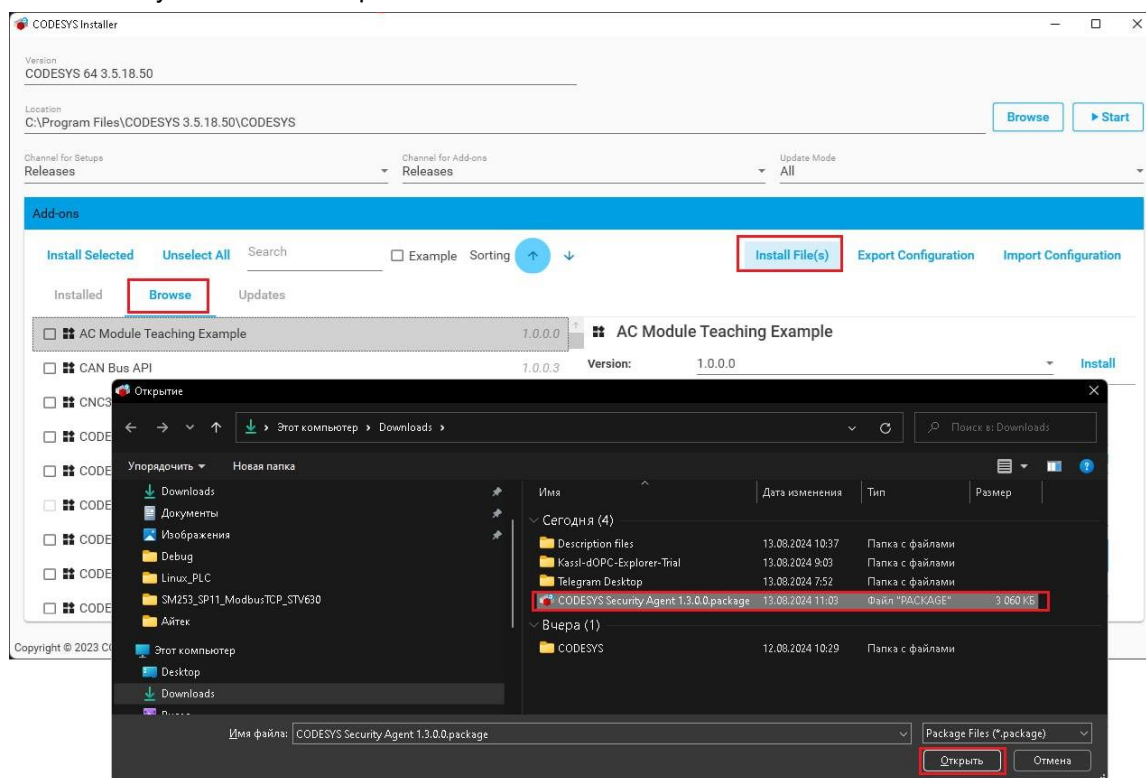 CODESYS Installer
Version
CODESYS 64 3.5.18.50
Location
C:\Program Files\CODESYS 3.5.18.50\CODESYS
Browse
Start
Channel for Setups
Channel for Add-ons
Update Mode
Releases
Releases
All
Add-ons
Install Selected Unselect All Search Example Sorting Install File(s) Export Configuration Import Configuration
Installed Browse Updates
AC Module Teaching Example 1.0.0.0
AC Module Teaching Example
CAN Bus API 1.0.0.3
Version: 1.0.0.0 Install
CNC3
CODE
CODE
CODE
CODE
CODE
CODE
Copyright © 2023
Открытие
Этот компьютер Downloads
Поиск в: Downloads
Упорядочить Новая папка
Downloads
Документы
Изображения
Debug
Linux_PLC
SM253_SP11_ModbusTCP_STV630
Айтек
Этот компьютер
Desktop
Downloads
Имя Дата изменения Тип Размер
Сегодня (4)
Description files 13.08.2024 10:37 Папка с файлами
Kassl-dOPC-Explorer-Trial 13.08.2024 9:03 Папка с файлами
Telegram Desktop 13.08.2024 7:52 Папка с файлами
CODESYS Security Agent 1.3.0.0.package 13.08.2024 11:03 Файл "PACKAGE" 3 060 КБ
Вчера (1)
CODESYS 12.08.2024 10:29 Папка с файлами
Имя файла: CODESYS Security Agent 1.3.0.0.package Package Files (*.package)
Открыть Отмена